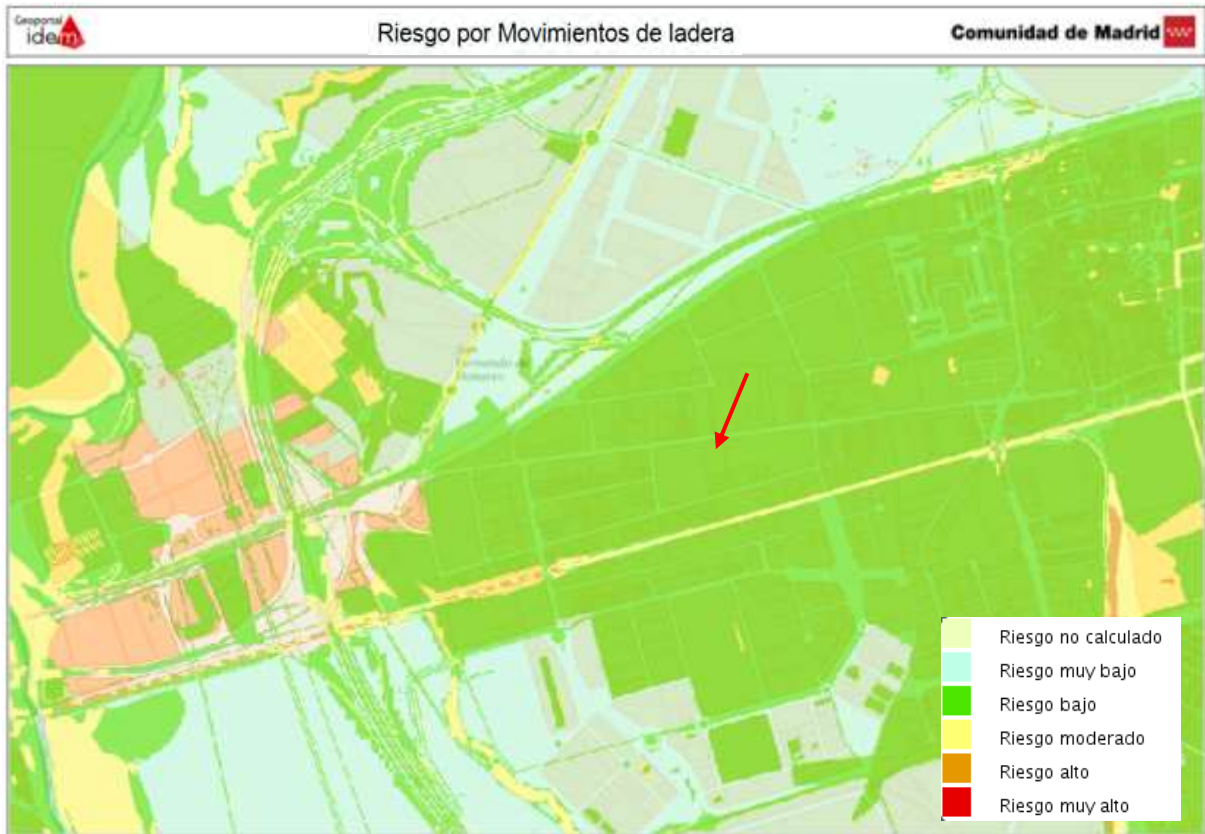 Geoportal
idem
Riesgo por Movimientos de ladera
Comunidad de Madrid
Riesgo no calculado
Riesgo muy bajo
Riesgo bajo
Riesgo moderado
Riesgo alto
Riesgo muy alto